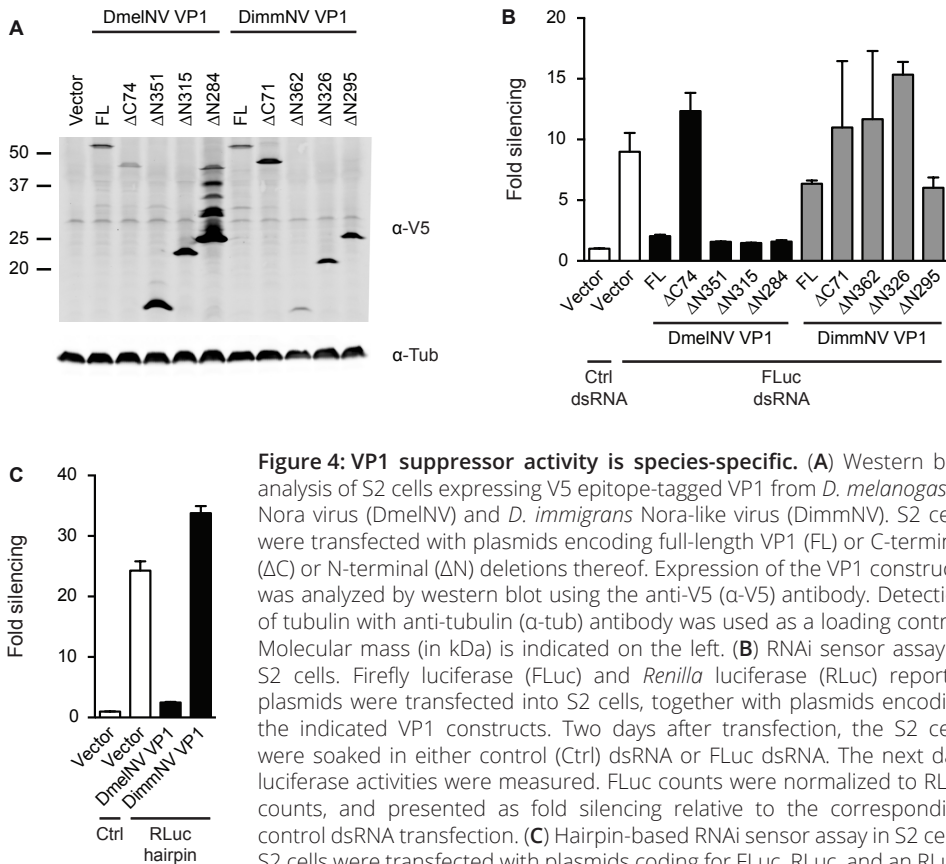 A
DmelNV VP1
DimmNV VP1
Vector
FL
ΔC74
ΔN351
ΔN315
ΔN284
FL
ΔC71
ΔN362
ΔN326
ΔN295
50
37
25
20
α-V5
α-Tub
B
Fold silencing
20
15
10
5
0
Vector
Vector
FL
ΔC74
ΔN351
ΔN315
ΔN284
FL
ΔC71
ΔN362
ΔN326
ΔN295
DmelNV VP1
DimmNV VP1
Ctrl
dsRNA
FLuc
dsRNA
C
Fold silencing
40
30
20
10
0
Vector
Vector
DmelNV VP1
DimmNV VP1
Ctrl
RLuc
hairpin
Figure 4: VP1 suppressor activity is species-specific. (A) Western b
analysis of S2 cells expressing V5 epitope-tagged VP1 from D. melanogas
Nora virus (DmelNV) and D. immigrans Nora-like virus (DimmNV). S2 ce
were transfected with plasmids encoding full-length VP1 (FL) or C-termin
(ΔC) or N-terminal (ΔN) deletions thereof. Expression of the VP1 construc
was analyzed by western blot using the anti-V5 (α-V5) antibody. Detectio
of tubulin with anti-tubulin (α-tub) antibody was used as a loading contr
Molecular mass (in kDa) is indicated on the left. (B) RNAi sensor assay
S2 cells. Firefly luciferase (FLuc) and Renilla luciferase (RLuc) report
plasmids were transfected into S2 cells, together with plasmids encodi
the indicated VP1 constructs. Two days after transfection, the S2 ce
were soaked in either control (Ctrl) dsRNA or FLuc dsRNA. The next da
luciferase activities were measured. FLuc counts were normalized to RL
counts, and presented as fold silencing relative to the correspondi
control dsRNA transfection. (C) Hairpin-based RNAi sensor assay in S2 ce
S2 cells were transfected with plasmids coding for FLuc, RLuc, and an RLu